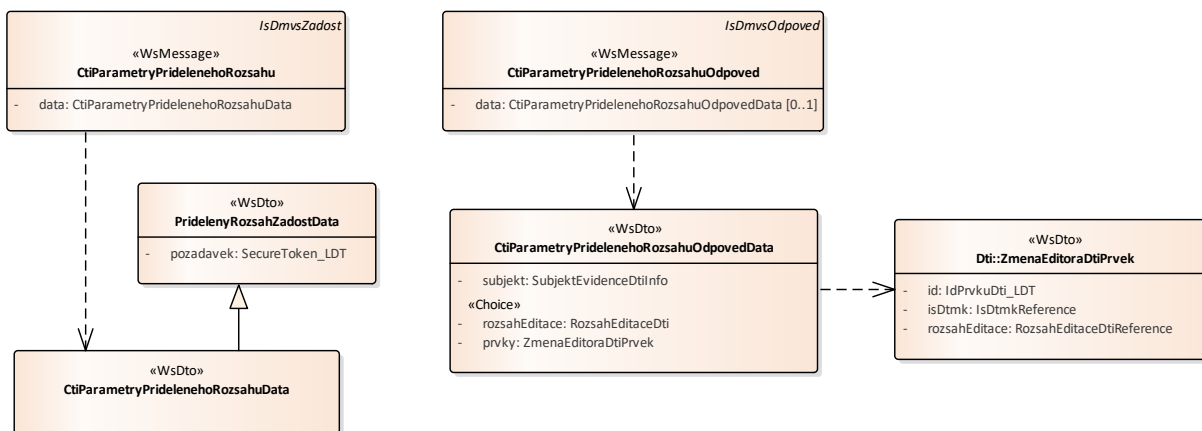 IsDmvsZadost
«WsMessage»
CtiParametryPridelenehoRozsahu
- data: CtiParametryPridelenehoRozsahuData
«WsDto»
PridelenyRozsahZadostData
- pozadavek: SecureToken_LDT
«WsDto»
CtiParametryPridelenehoRozsahuData
IsDmvsOdpoved
«WsMessage»
CtiParametryPridelenehoRozsahuOdpoved
- data: CtiParametryPridelenehoRozsahuOdpovedData [0..1]
«WsDto»
CtiParametryPridelenehoRozsahuOdpovedData
- subjekt: SubjektEvidenceDtiInfo
«Choice»
- rozsahEditace: RozsahEditaceDti
- prvky: ZmenaEditoraDtiPrvek
«WsDto»
Dti::ZmenaEditoraDtiPrvek
- id: IdPrvkuDti_LDT
- isDtmk: IsDtmkReference
- rozsahEditace: RozsahEditaceDtiReference